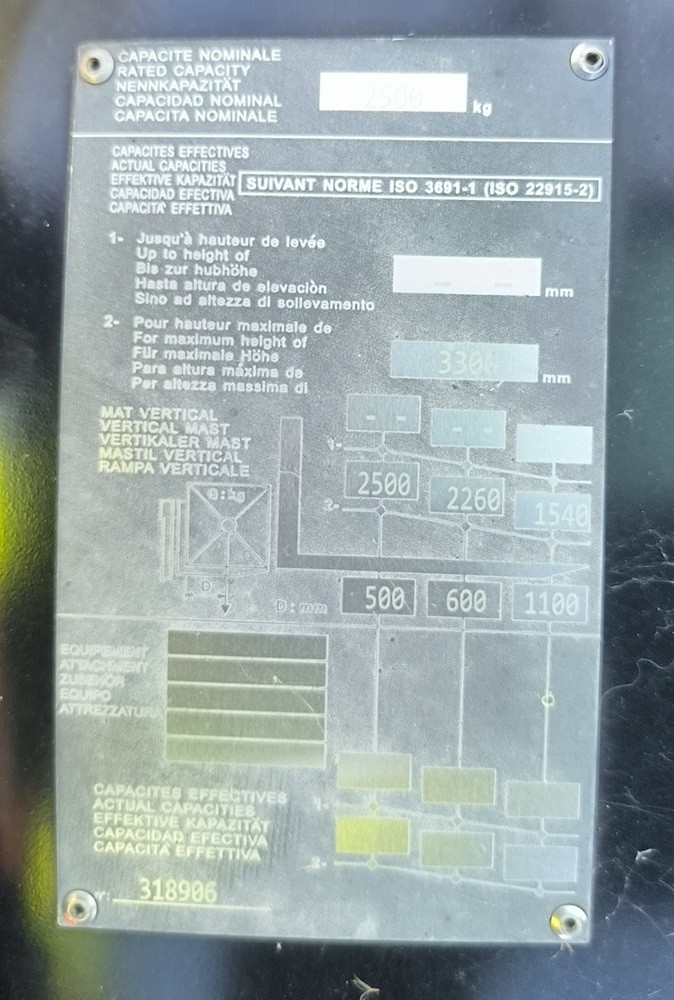 CAPACITE NOMINALE
RATED CAPACITY
NENNKAPAZITÄT
CAPACIDAD NOMINAL
CAPACITA NOMINALE
2500 kg
CAPACITES EFFECTIVES
ACTUAL CAPACITIES
EFFEKTIVE KAPAZITÄT
CAPACIDAD EFECTIVA
CAPACITA' EFFETTIVA
SUIVANT NORME ISO 3691-1 (ISO 22915-2)
1- Jusqu'à hauteur de levée
Up to height of
Bis zur hubhöhe
Hasta altura de elevaciòn
Sino ad altezza di sollevamento
-- -- mm
2- Pour hauteur maximale de
For maximum height of
Für maximale Höhe
Para altura máxima de
Per altezza massima di
3300 mm
MAT VERTICAL
VERTICAL MAST
VERTIKALER MAST
MASTIL VERTICAL
RAMPA VERTICALE
1- - - - -
2- 2500 2260 1540
Q : kg
D
D : mm 500 600 1100
EQUIPEMENT
ATTACHMENT
ZUBEHÖR
EQUIPO
ATTREZZATURA
CAPACITES EFFECTIVES
ACTUAL CAPACITIES
EFFEKTIVE KAPAZITÄT
CAPACIDAD EFECTIVA
CAPACITA' EFFETTIVA
1-
2-
318906